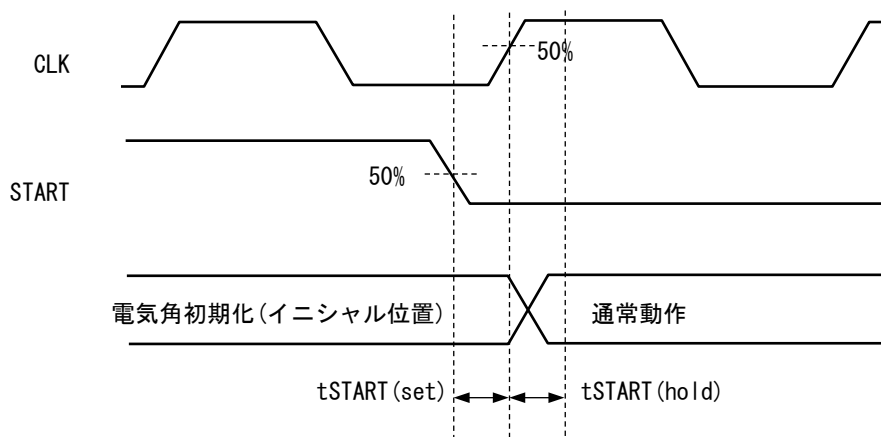 CLK
50%
START
50%
電気角初期化(イニシャル位置)
通常動作
tSTART(set)
tSTART(hold)